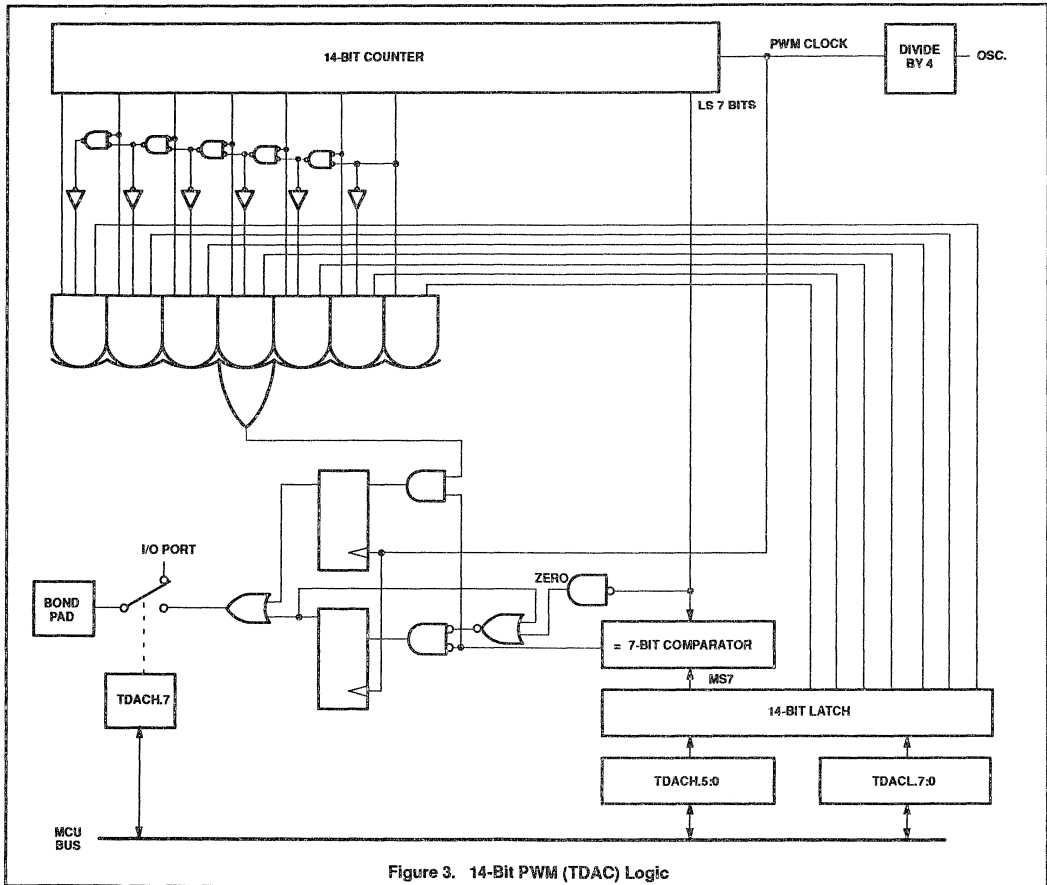 14-BIT COUNTER
PWM CLOCK
DIVIDE
BY 4
OSC.
LS 7 BITS
I/O PORT
BOND
PAD
ZERO
= 7-BIT COMPARATOR
MS7
TDACH.7
14-BIT LATCH
TDACH.5:0
TDACL.7:0
MCU
BUS
Figure 3. 14-Bit PWM (TDAC) Logic